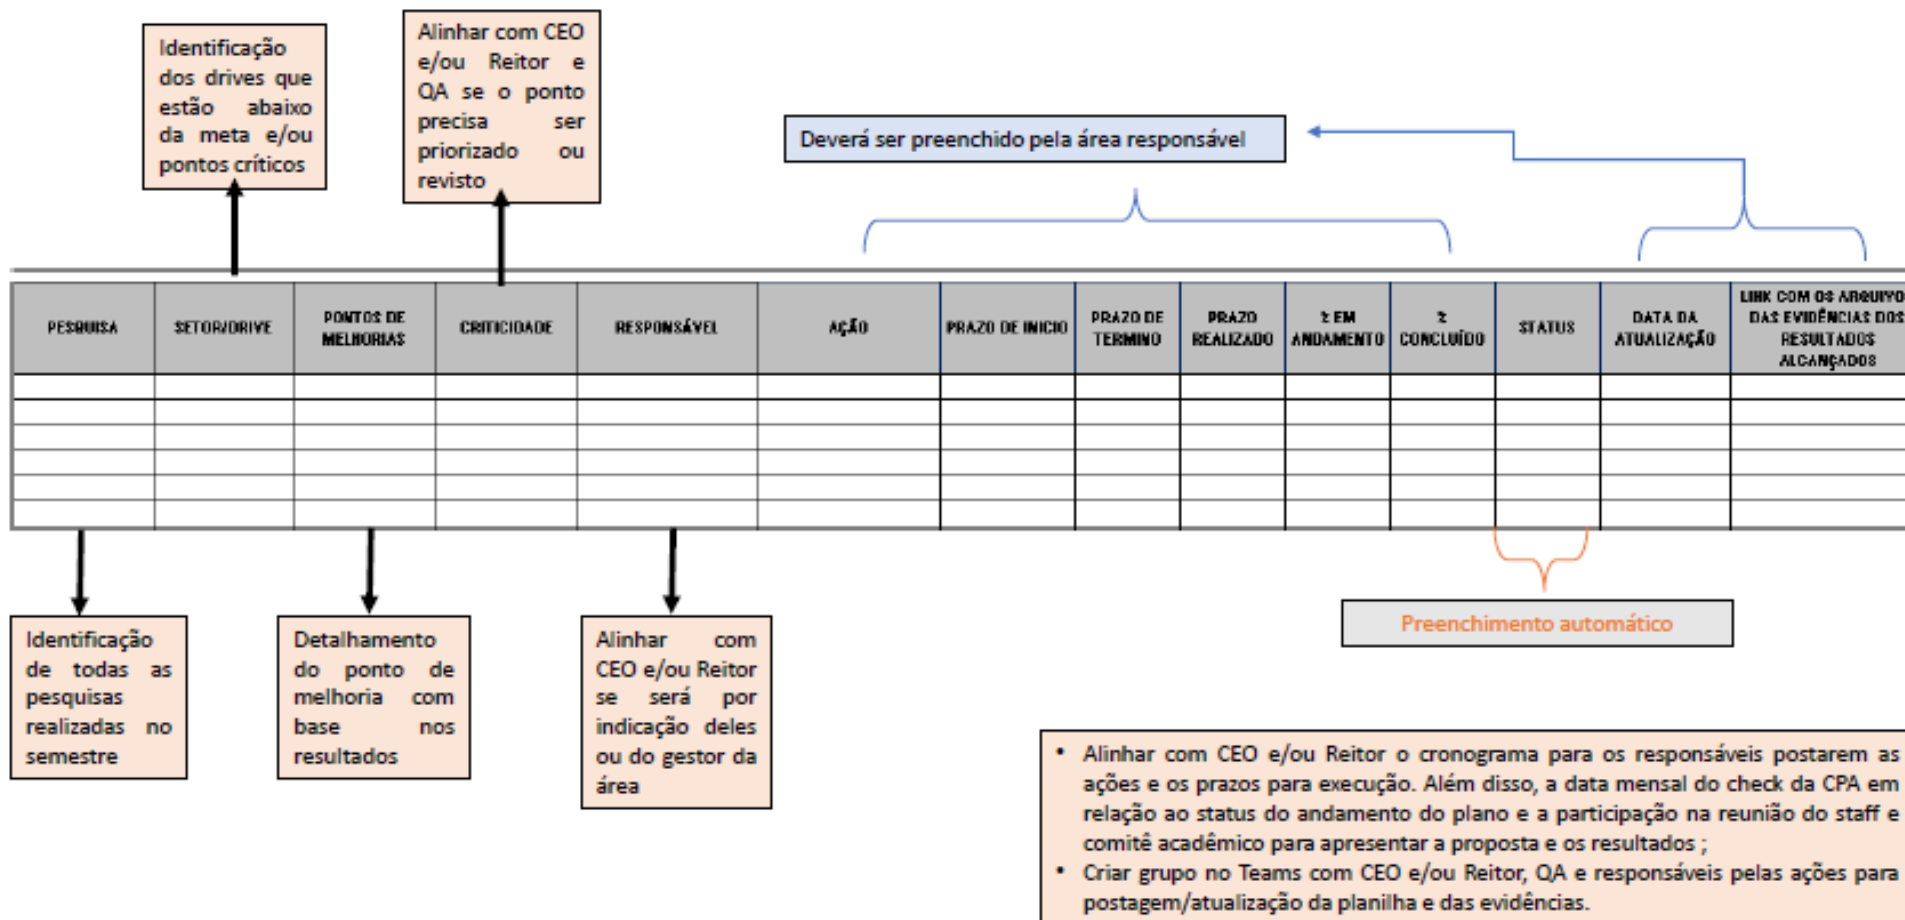 Identificação
dos drives que
estão abaixo
da meta e/ou
pontos críticos
Alinhar com CEO
e/ou Reitor e
QA se o ponto
precisa ser
priorizado ou
revisto
Deverá ser preenchido pela área responsável
PESQUISA
SETOR/DRIVE
PONTOS DE
MELHORIAS
CRITICIDADE
RESPONSÁVEL
AÇÃO
PRAZO DE INICIO
PRAZO DE
TERMINO
PRAZO
REALIZADO
% EM
ANDAMENTO
%
CONCLUÍDO
STATUS
DATA DA
ATUALIZAÇÃO
LINK COM OS ARQUIVO
DAS EVIDÊNCIAS DOS
RESULTADOS
ALCANÇADOS
Identificação
de todas as
pesquisas
realizadas no
semestre
Detalhamento
do ponto de
melhoria com
base nos
resultados
Alinhar com
CEO e/ou Reitor
se será por
indicação deles
ou do gestor da
área
Preenchimento automático
• Alinhar com CEO e/ou Reitor o cronograma para os responsáveis postarem as
ações e os prazos para execução. Além disso, a data mensal do check da CPA em
relação ao status do andamento do plano e a participação na reunião do staff e
comitê acadêmico para apresentar a proposta e os resultados ;
• Criar grupo no Teams com CEO e/ou Reitor, QA e responsáveis pelas ações para
postagem/atualização da planilha e das evidências.